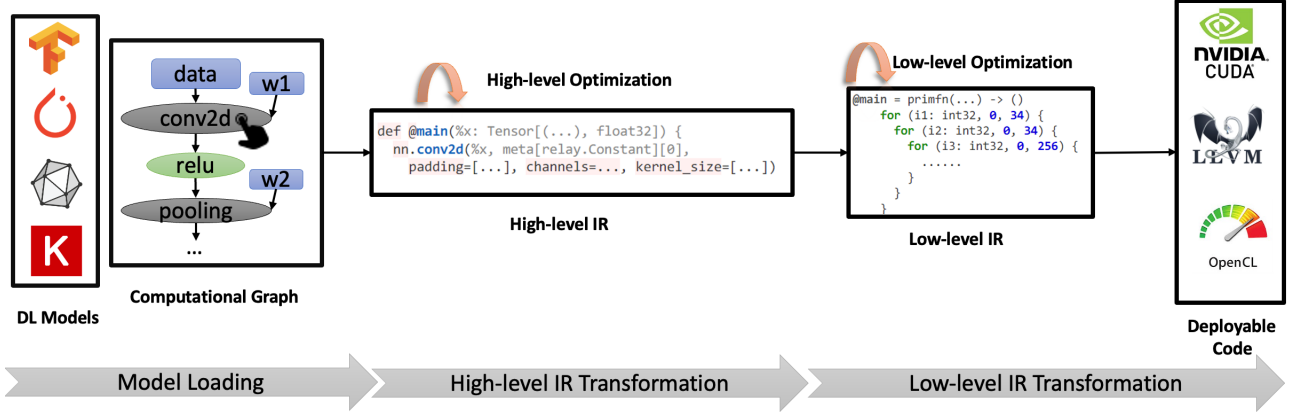 DL Models
data
w1
conv2d
relu
w2
pooling
...
Computational Graph
High-level Optimization
def @main(%x: Tensor[(...), float32]) {
nn.conv2d(%x, meta[relay.Constant][0],
padding=[...], channels=..., kernel_size=[...])
High-level IR
Low-level Optimization
@main = primfn(...) -> ()
for (i1: int32, 0, 34) {
for (i2: int32, 0, 34) {
for (i3: int32, 0, 256) {
......
}
}
}
Low-level IR
NVIDIA.
CUDA
LLVM
OpenCL
Deployable
Code
K
Model Loading
High-level IR Transformation
Low-level IR Transformation